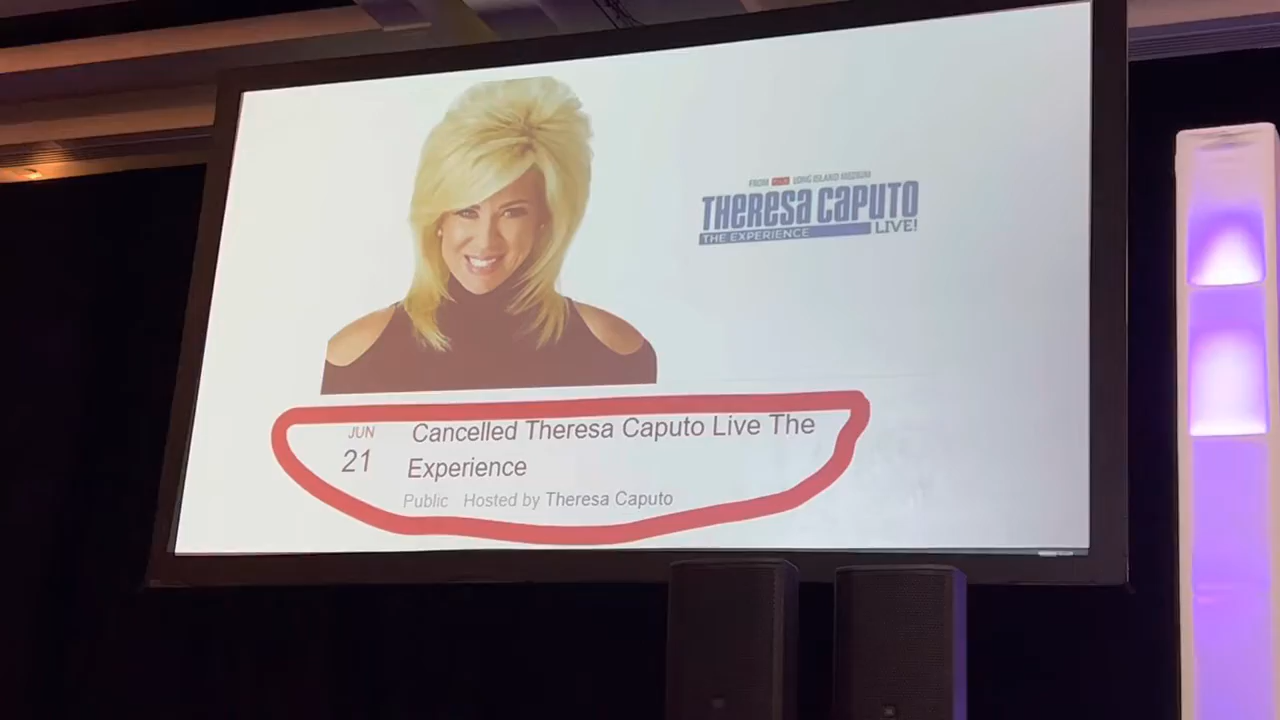 FROM TLC'S LONG ISLAND MEDIUM
THERESA CAPUTO
THE EXPERIENCE LIVE!
JUN
21
Cancelled Theresa Caputo Live The
Experience
Public Hosted by Theresa Caputo